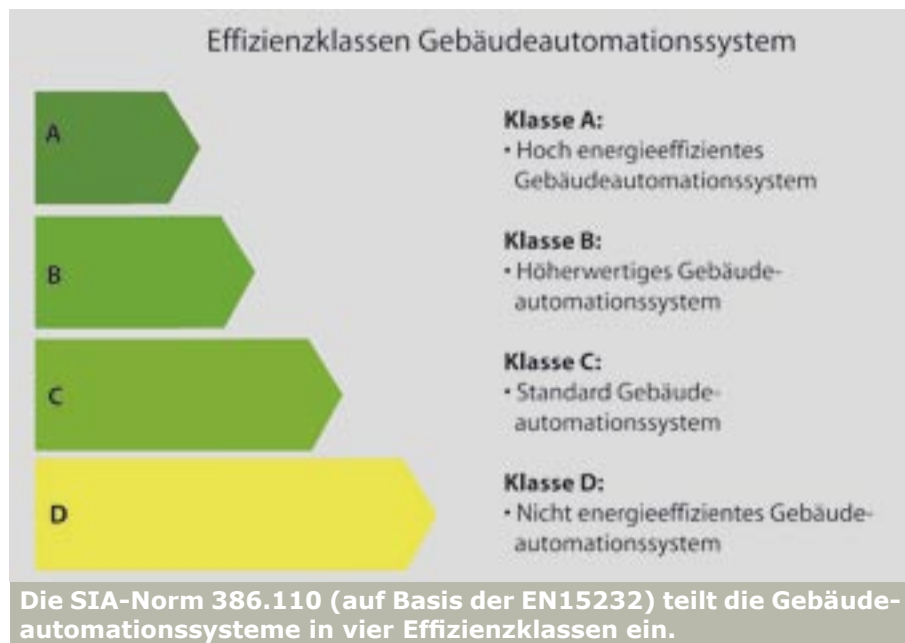 Effizienzklassen Gebäudeautomationssystem
A
Klasse A:
• Hoch energieeffizientes
Gebäudeautomationssystem
B
Klasse B:
• Höherwertiges Gebäude-
automationssystem
C
Klasse C:
• Standard Gebäude-
automationssystem
D
Klasse D:
• Nicht energieeffizientes Gebäude-
automationssystem
Die SIA-Norm 386.110 (auf Basis der EN15232) teilt die Gebäude-
automationssysteme in vier Effizienzklassen ein.